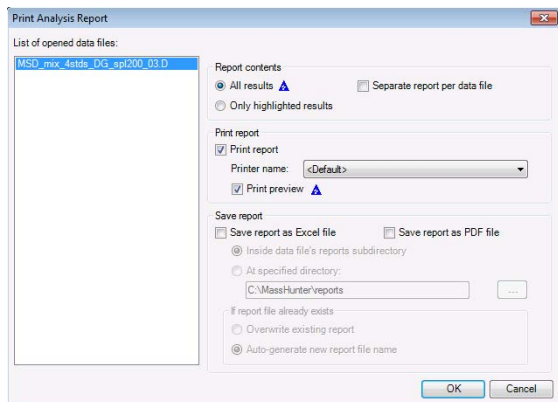 Print Analysis Report
List of opened data files:
MSD_mix_4stds_DG_spl200_03.D
Report contents
All results
Separate report per data file
Only highlighted results
Print report
Print report
Printer name: <Default>
Print preview
Save report
Save report as Excel file
Save report as PDF file
Inside data file's reports subdirectory
At specified directory:
C:\MassHunter\reports
...
If report file already exists
Overwrite existing report
Auto-generate new report file name
OK
Cancel